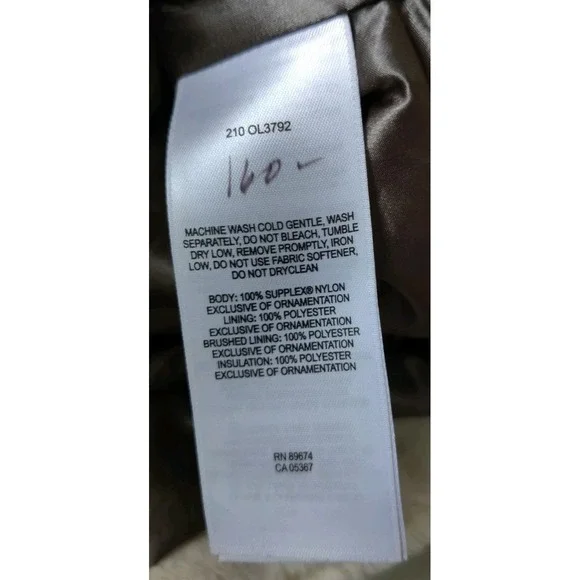 210 OL3792
160-
MACHINE WASH COLD GENTLE, WASH
SEPARATELY, DO NOT BLEACH, TUMBLE
DRY LOW, REMOVE PROMPTLY, IRON
LOW, DO NOT USE FABRIC SOFTENER,
DO NOT DRYCLEAN
BODY: 100% SUPPLEX® NYLON
EXCLUSIVE OF ORNAMENTATION
LINING: 100% POLYESTER
EXCLUSIVE OF ORNAMENTATION
BRUSHED LINING: 100% POLYESTER
EXCLUSIVE OF ORNAMENTATION
INSULATION: 100% POLYESTER
EXCLUSIVE OF ORNAMENTATION
RN 89674
CA 05367